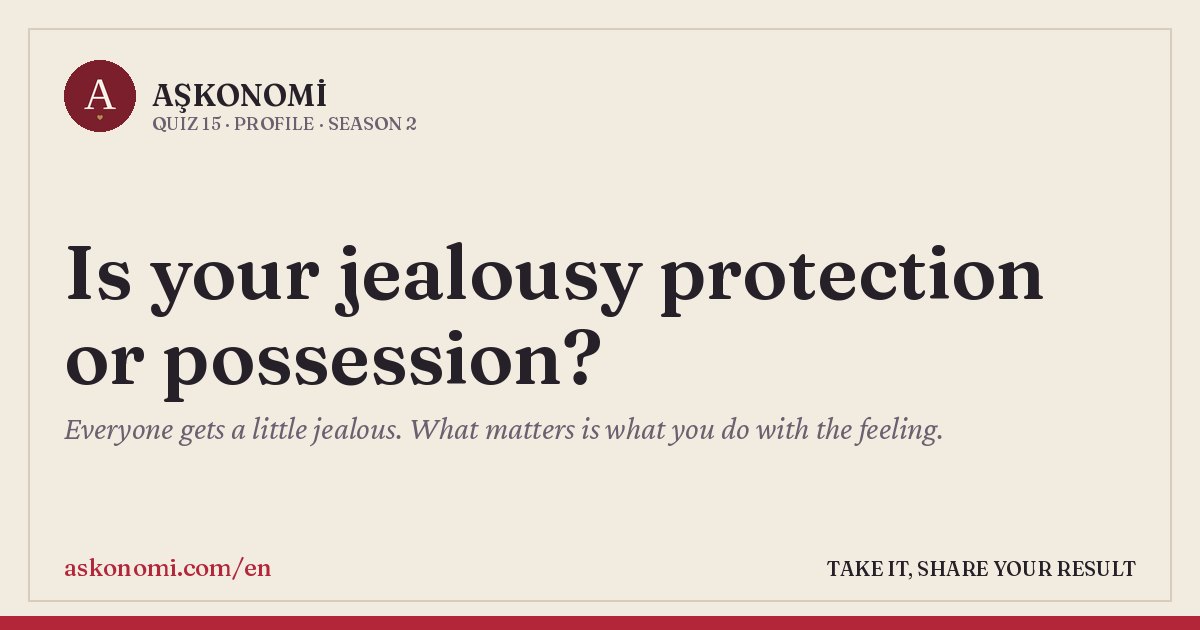 A
AŞKONOMİ
QUIZ 15 · PROFILE · SEASON 2
Is your jealousy protection
or possession?
Everyone gets a little jealous. What matters is what you do with the feeling.
askonomi.com/en
TAKE IT, SHARE YOUR RESULT